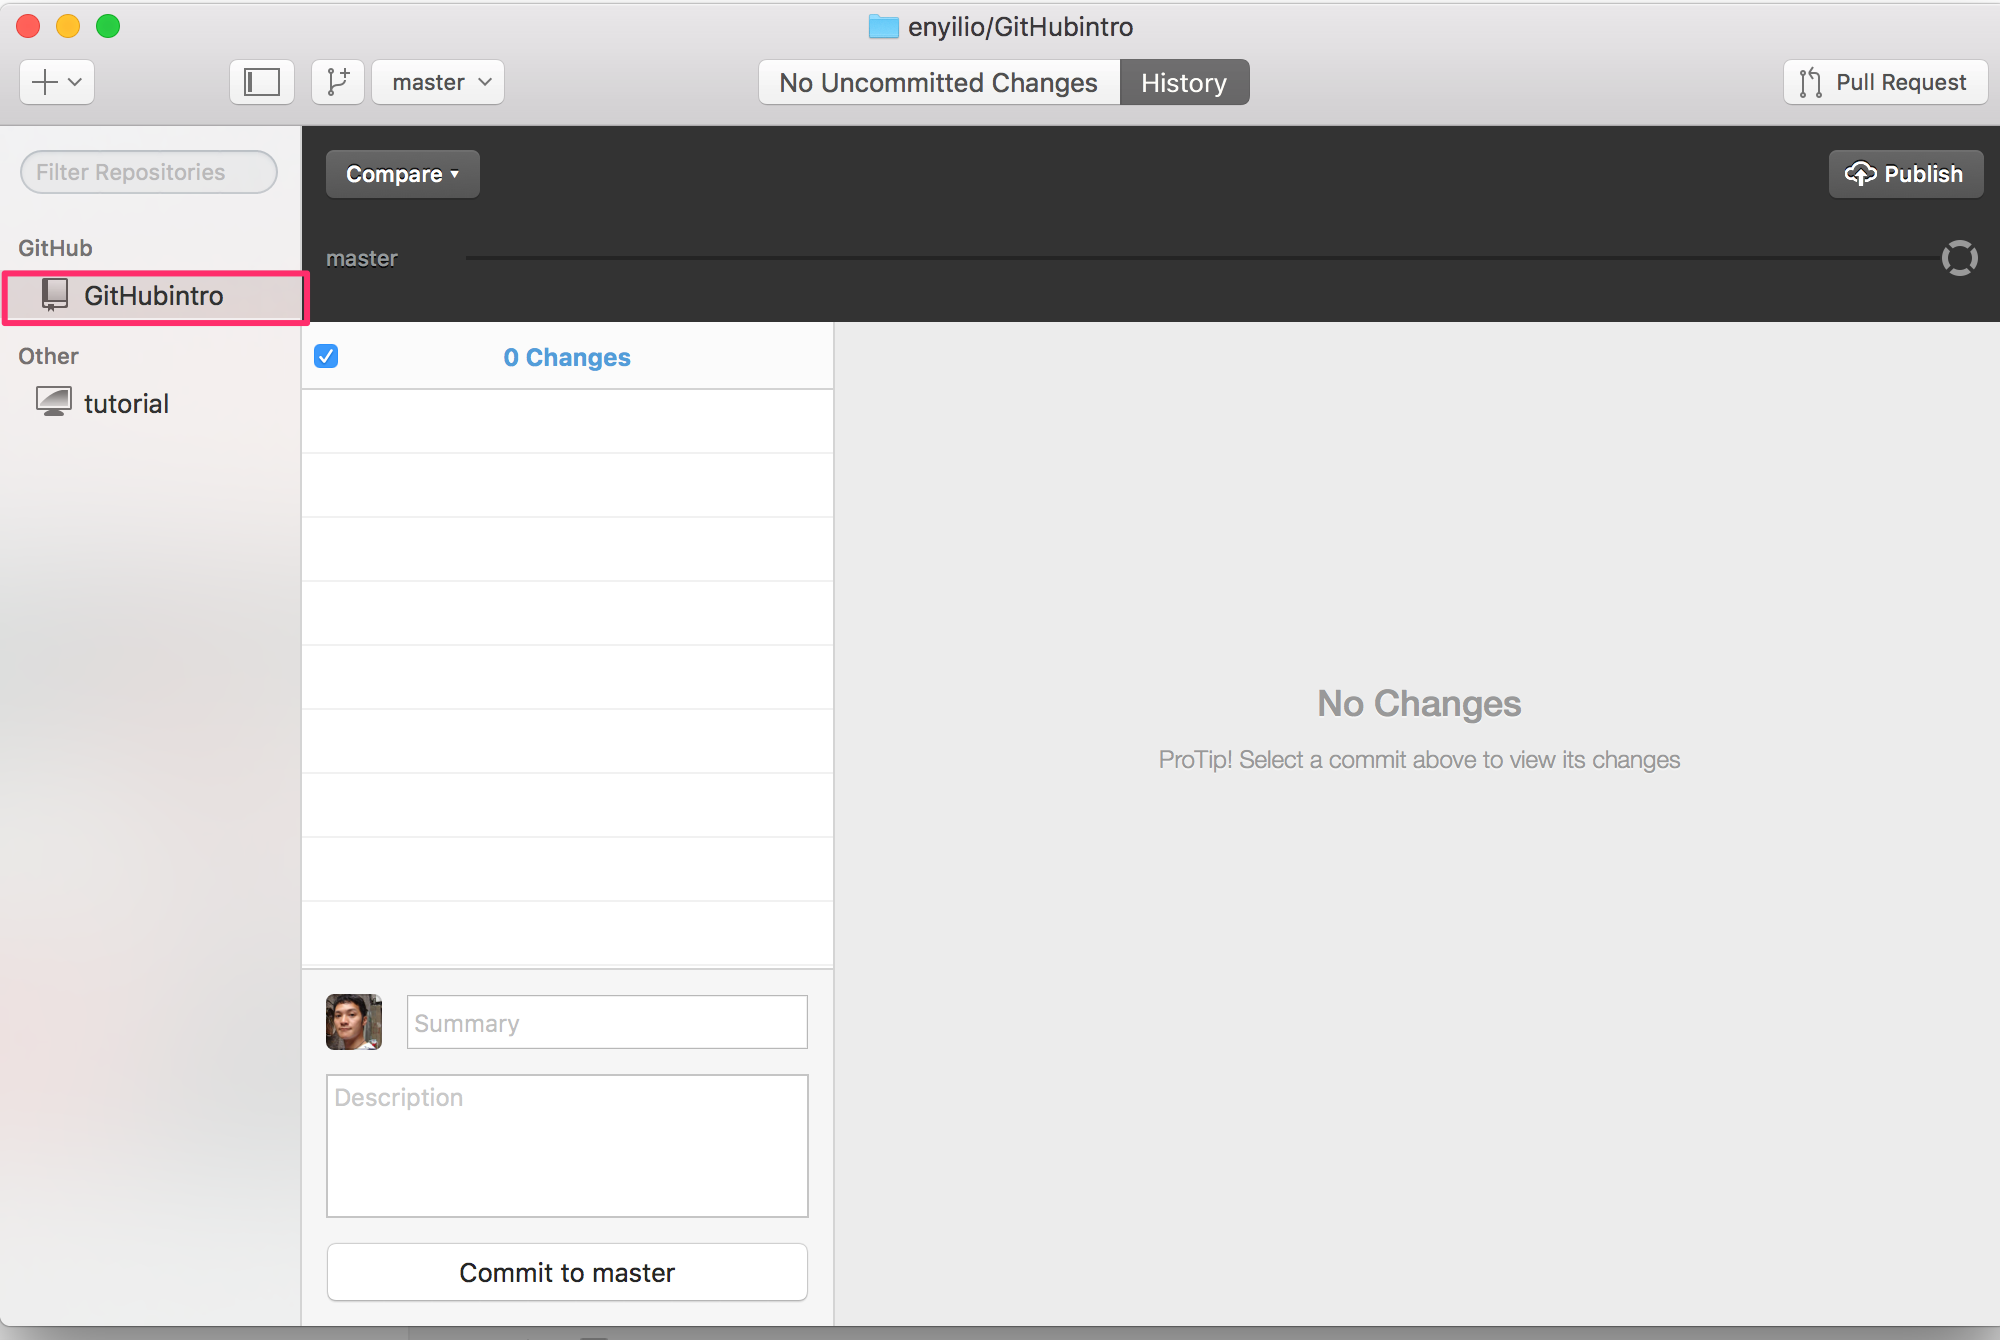 enyilio/GitHubintro
master
No Uncommitted Changes
History
Pull Request
Filter Repositories
Compare
Publish
GitHub
master
GitHubintro
Other
0 Changes
tutorial
No Changes
ProTip! Select a commit above to view its changes
Summary
Description
Commit to master